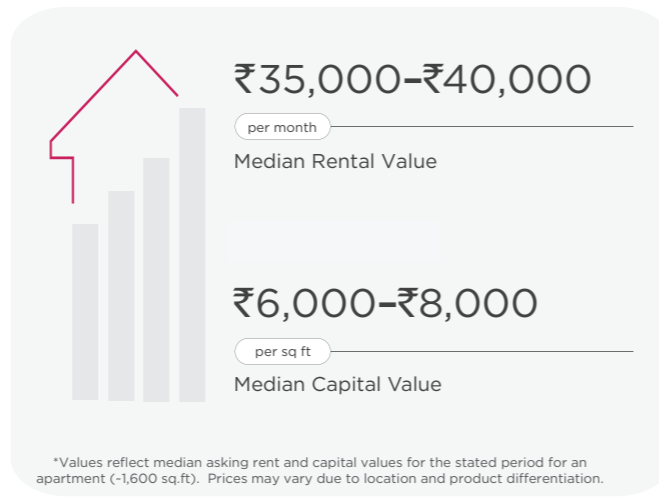 ₹35,000–₹40,000
per month
Median Rental Value
₹6,000–₹8,000
per sq ft
Median Capital Value
*Values reflect median asking rent and capital values for the stated period for an
apartment (~1,600 sq.ft). Prices may vary due to location and product differentiation.